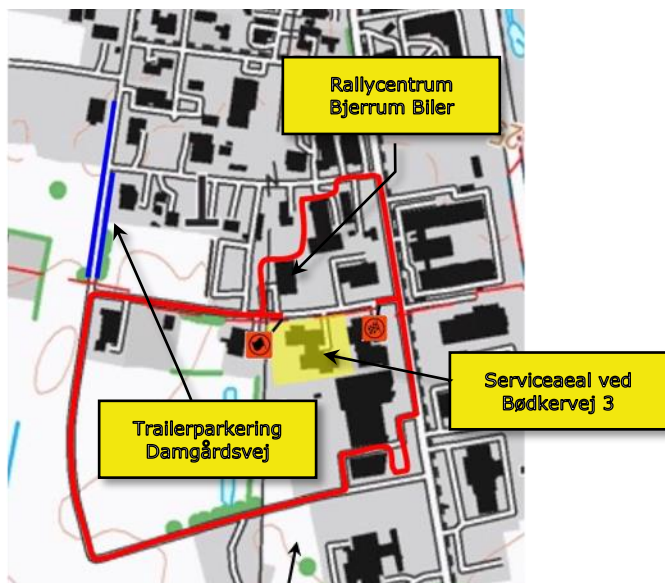 Rallycentrum
Bjerrum Biler
Serviceaeal ved
Bødkervej 3
Trailerparkering
Damgårdsvej